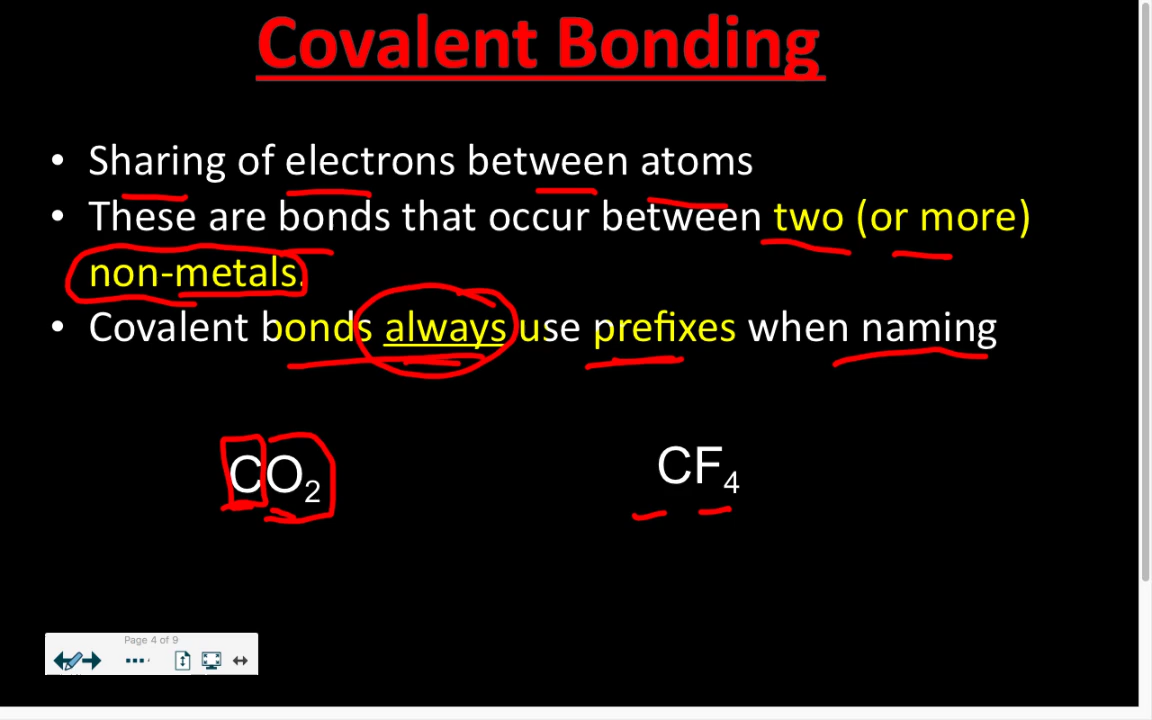 Covalent Bonding
• Sharing of electrons between atoms
• These are bonds that occur between two (or more)
non-metals.
• Covalent bonds always use prefixes when naming
CO₂ CF₄
Page 4 of 9